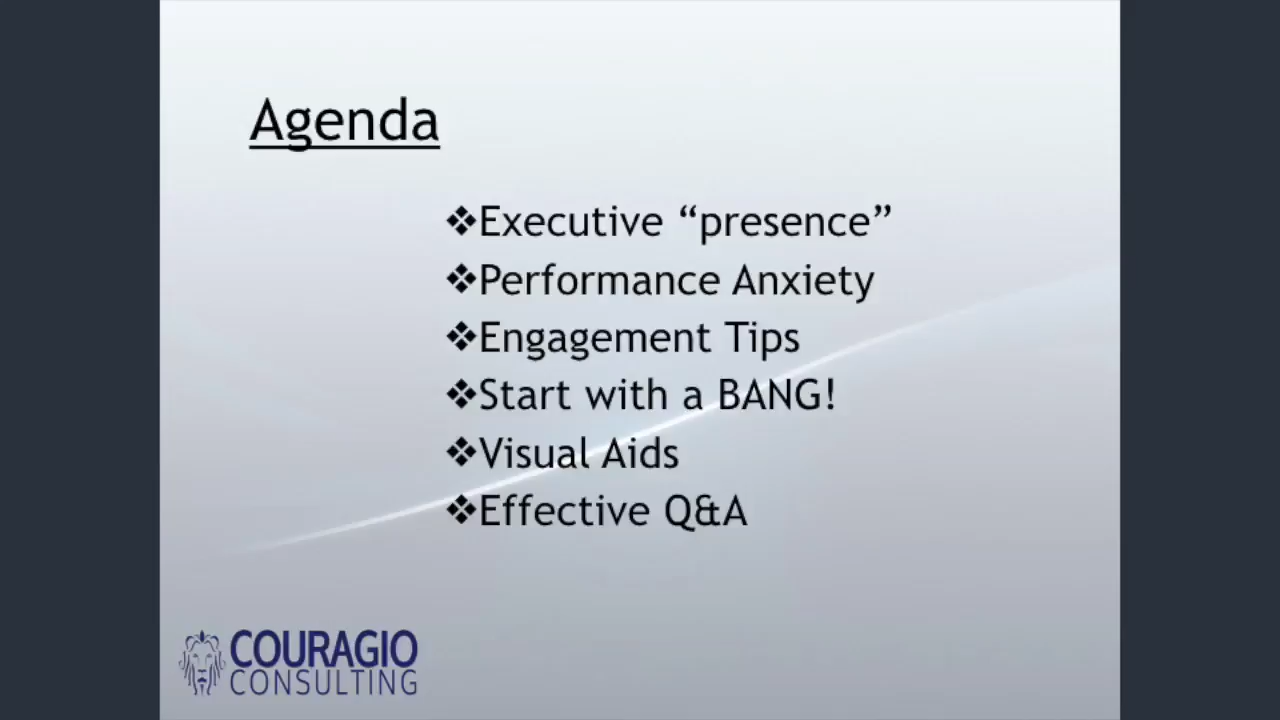 Agenda
❖Executive “presence”
❖Performance Anxiety
❖Engagement Tips
❖Start with a BANG!
❖Visual Aids
❖Effective Q&A
COURAGIO
CONSULTING